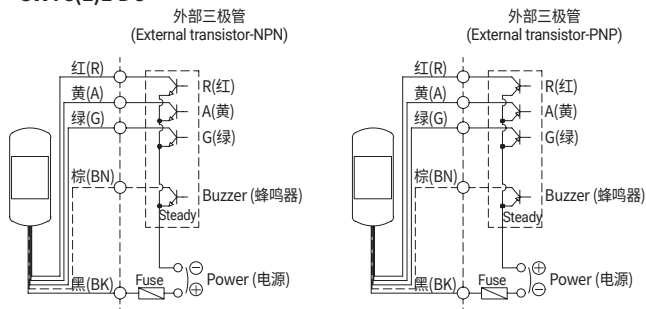 外部三极管
(External transistor-NPN)
红(R)
黄(A)
绿(G)
棕(BN)
黑(BK)
R(红)
A(黄)
G(绿)
Buzzer (蜂鸣器)
Steady
Fuse
Power (电源)
外部三极管
(External transistor-PNP)
红(R)
黄(A)
绿(G)
棕(BN)
黑(BK)
R(红)
A(黄)
G(绿)
Buzzer (蜂鸣器)
Steady
Fuse
Power (电源)